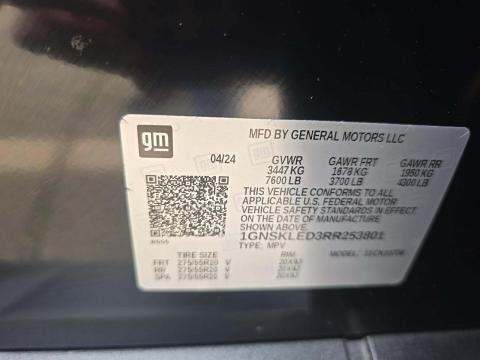 gm
MFD BY GENERAL MOTORS LLC
04/24 GVWR GAWR FRT GAWR RR
3447 KG 1678 KG 1950 KG
7600 LB 3700 LB 4300 LB
THIS VEHICLE CONFORMS TO ALL
APPLICABLE U.S. FEDERAL MOTOR
VEHICLE SAFETY STANDARDS IN EFFECT
ON THE DATE OF MANUFACTURE
SHOWN ABOVE.
1GNSKLED3RR253801
TYPE: MPV MODEL:
TIRE SIZE RIM
FRT 275/55R20 V 20X9J
RR 275/55R20 V 20X9J
SPA V